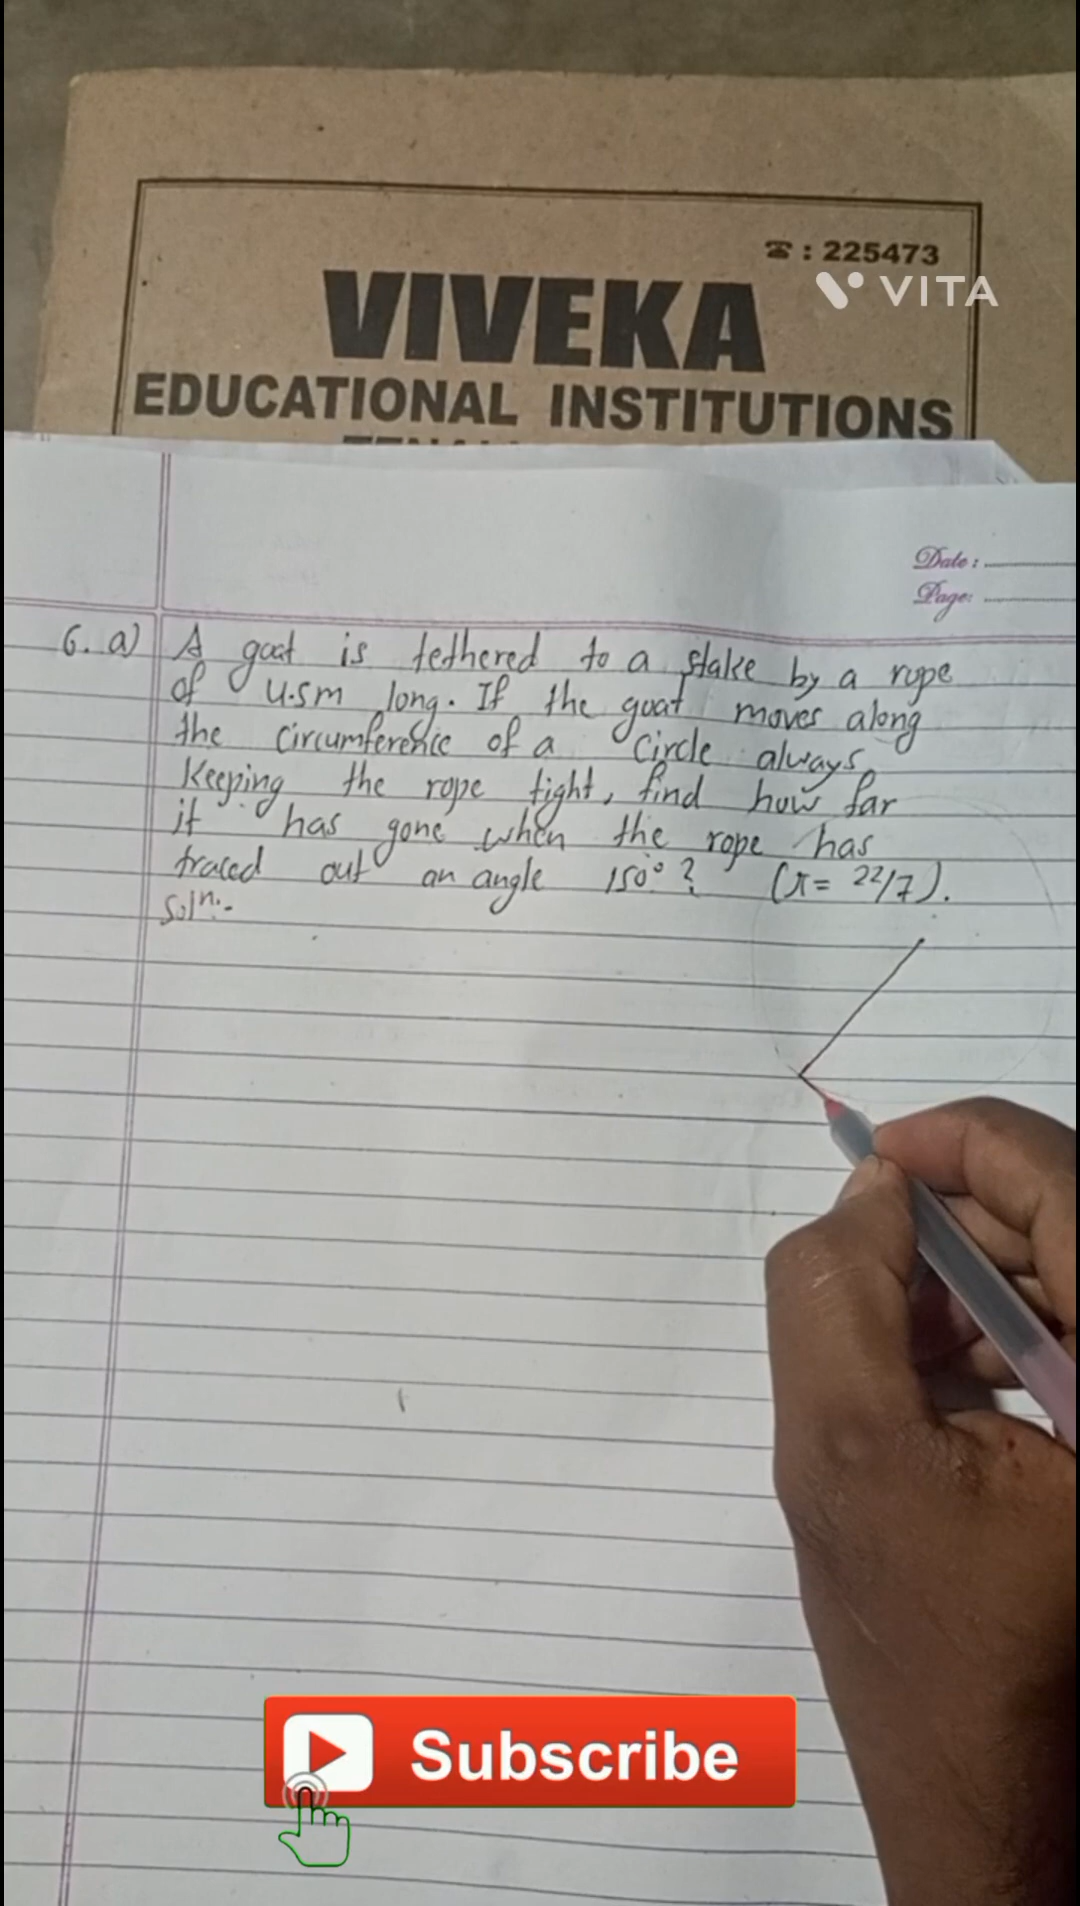 ☎ : 225473
VITA
VIVEKA
EDUCATIONAL INSTITUTIONS
Date :
Page:
6. a) A goat is tethered to a stake by a rope
of 4.5m long. If the goat moves along
the circumference of a circle always
keeping the rope tight, find how far
it has gone when the rope has
traced out an angle 150° ? (π = 22/7).
Soln:-
Subscribe